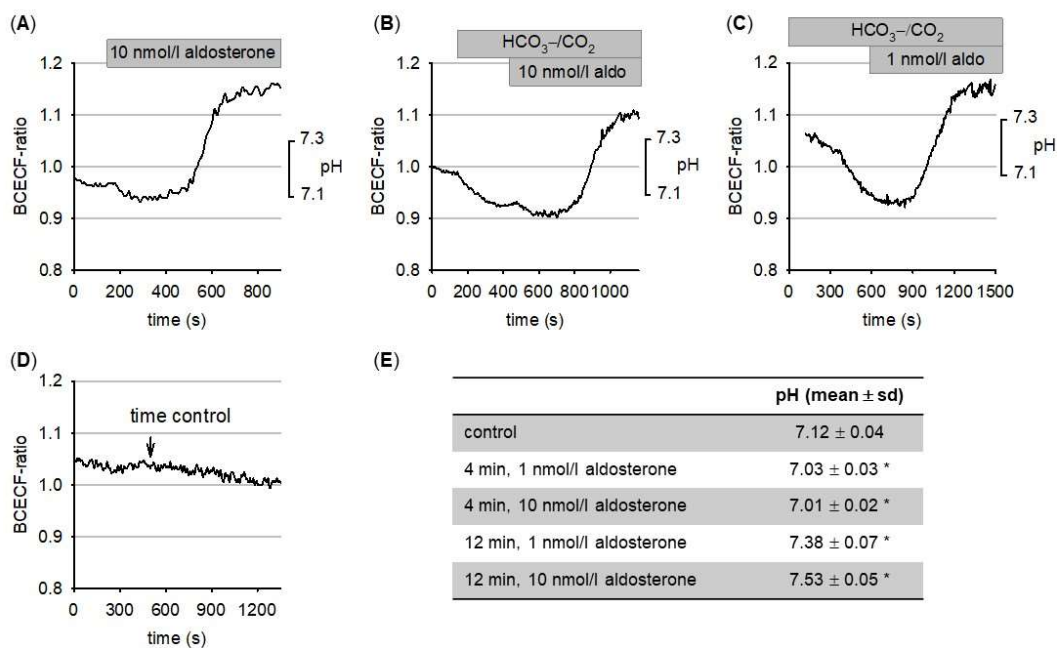 (A)
10 nmol/l aldosterone
1.2
1.1
1.0
0.9
0.8
BCECF-ratio
7.3
pH
7.1
0 200 400 600 800
time (s)
(B)
HCO3–/CO2
10 nmol/l aldo
1.2
1.1
1.0
0.9
0.8
BCECF-ratio
7.3
pH
7.1
0 200 400 600 800 1000
time (s)
(C)
HCO3–/CO2
1 nmol/l aldo
1.2
1.1
1.0
0.9
0.8
BCECF-ratio
7.3
pH
7.1
0 300 600 900 1200 1500
time (s)
(D)
1.2
1.1
1.0
0.9
0.8
BCECF-ratio
time control
0 300 600 900 1200
time (s)
(E)
pH (mean ± sd)
control 7.12 ± 0.04
4 min, 1 nmol/l aldosterone 7.03 ± 0.03 *
4 min, 10 nmol/l aldosterone 7.01 ± 0.02 *
12 min, 1 nmol/l aldosterone 7.38 ± 0.07 *
12 min, 10 nmol/l aldosterone 7.53 ± 0.05 *